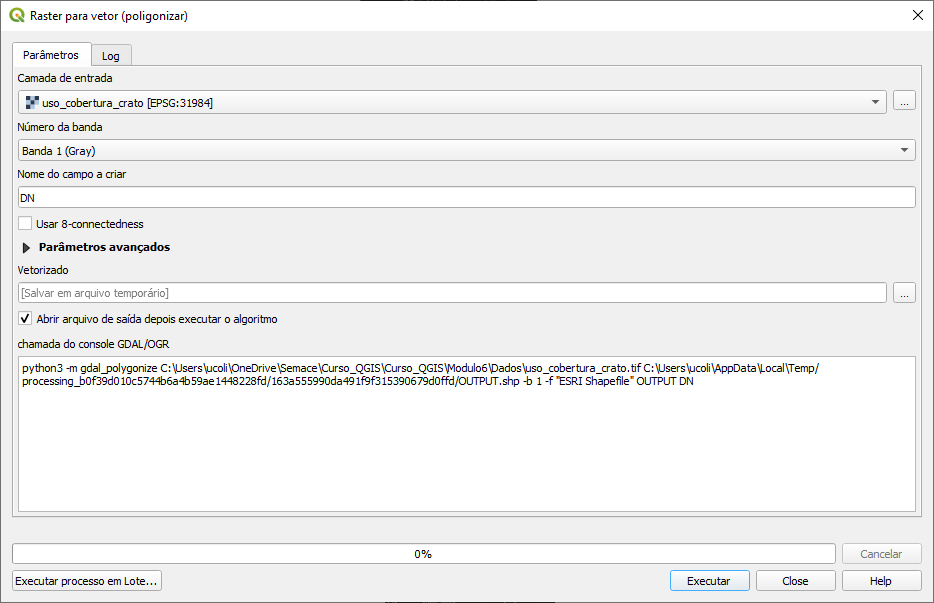 Raster para vetor (poligonizar)
Parâmetros
Log
Camada de entrada
uso_cobertura_crato [EPSG:31984]
...
Número da banda
Banda 1 (Gray)
Nome do campo a criar
DN
Usar 8-connectedness
Parâmetros avançados
Vetorizado
[Salvar em arquivo temporário]
...
Abrir arquivo de saída depois executar o algoritmo
chamada do console GDAL/OGR
python3 -m gdal_polygonize C:\Users\ucoli\OneDrive\Semace\Curso_QGIS\Curso_QGIS\Modulo6\Dados\uso_cobertura_crato.tif C:\Users\ucoli\AppData\Local\Temp/
processing_b0f39d010c5744b6a4b59ae1448228fd/163a555990da491f9f315390679d0ffd/OUTPUT.shp -b 1 -f "ESRI Shapefile" OUTPUT DN
0%
Cancelar
Executar processo em Lote...
Executar
Close
Help